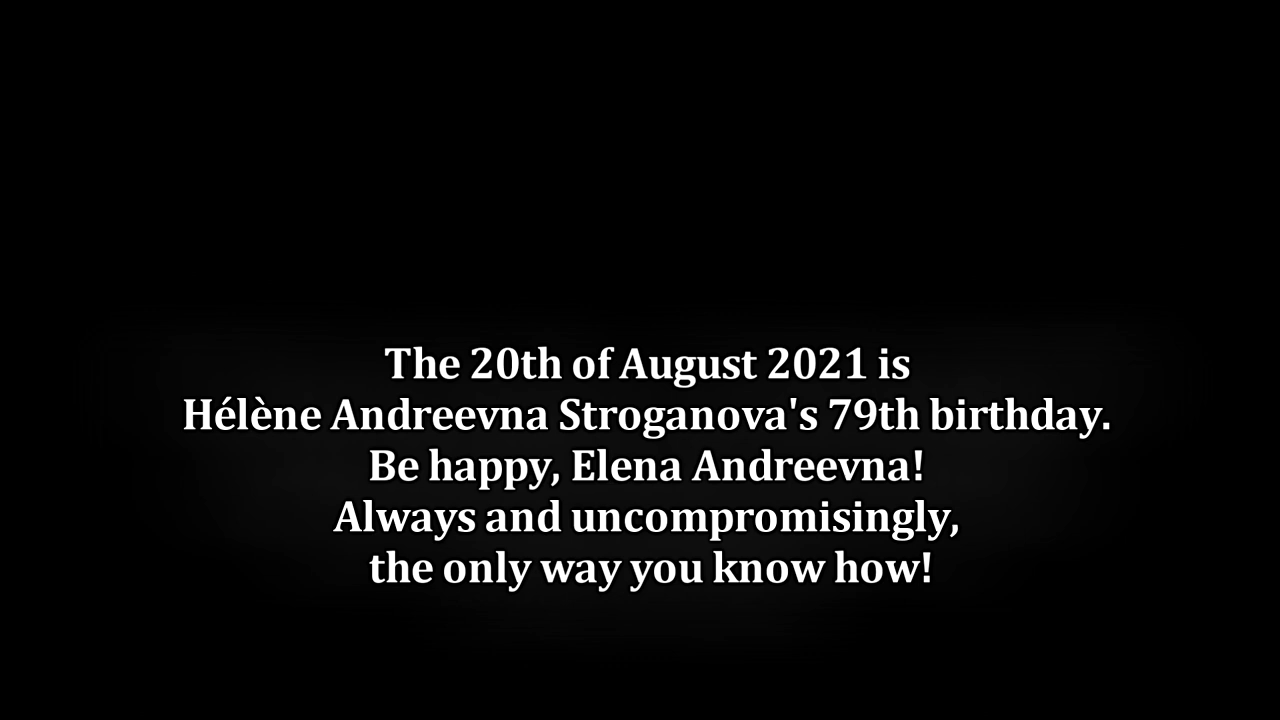 The 20th of August 2021 is
Hélène Andreevna Stroganova's 79th birthday.
Be happy, Elena Andreevna!
Always and uncompromisingly,
the only way you know how!